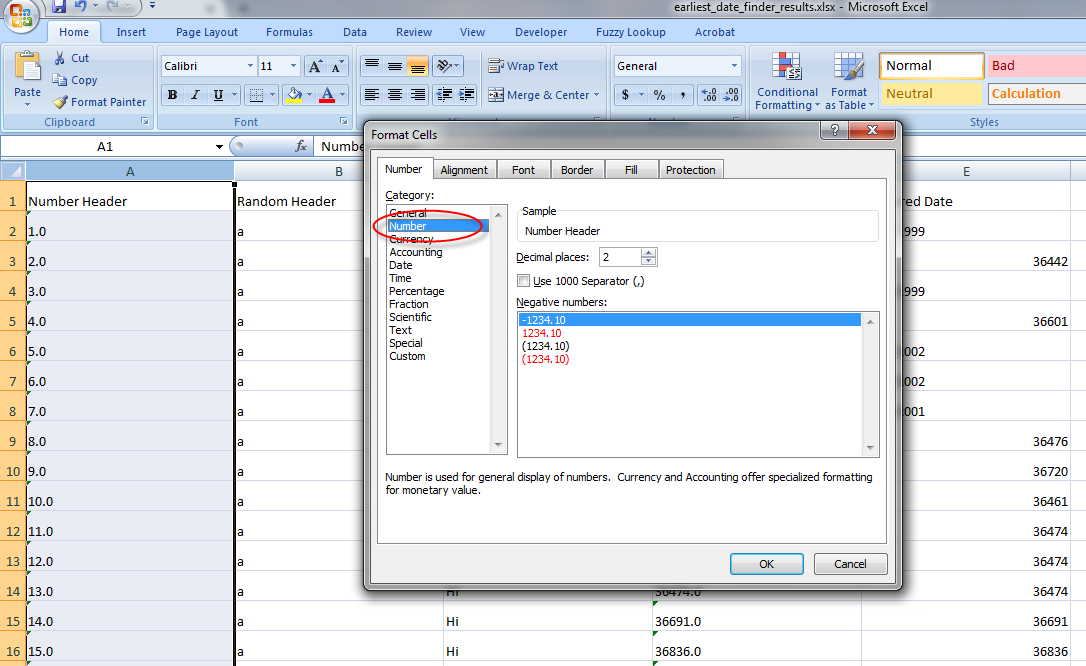 earliest_date_finder_results.xlsx - Microsoft Excel
Home Insert Page Layout Formulas Data Review View Developer Fuzzy Lookup Acrobat
Paste
Cut
Copy
Format Painter
Clipboard
Calibri 11
B I U
Font
Wrap Text
Merge & Center
General
$ % ,
Conditional Formatting
Format as Table
Normal Bad
Neutral Calculation
Styles
A1 fx Numbe
A B E
1 Number Header Random Header ed Date
2 1.0 a 999
3 2.0 a 36442
4 3.0 a 999
5 4.0 a 36601
6 5.0 a 002
7 6.0 a 002
8 7.0 a 001
9 8.0 a 36476
10 9.0 a 36720
11 10.0 a 36461
12 11.0 a 36474
13 12.0 a 36474
14 13.0 a Hi 36474.0 36474
15 14.0 a Hi 36691.0 36691
16 15.0 a Hi 36836.0 36836
Format Cells
Number Alignment Font Border Fill Protection
Category:
General
Number
Currency
Accounting
Date
Time
Percentage
Fraction
Scientific
Text
Special
Custom
Sample
Number Header
Decimal places: 2
Use 1000 Separator (,)
Negative numbers:
-1234.10
1234.10
(1234.10)
(1234.10)
Number is used for general display of numbers. Currency and Accounting offer specialized formatting
for monetary value.
OK Cancel